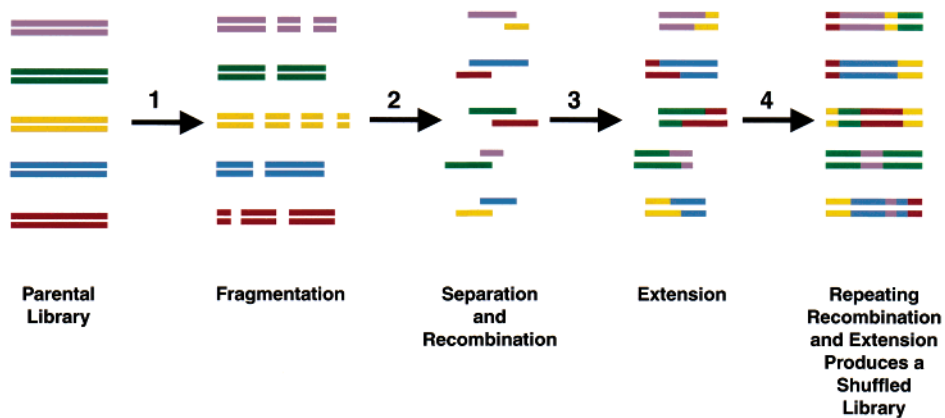 1
2
3
4
Parental
Library
Fragmentation
Separation
and
Recombination
Extension
Repeating
Recombination
and Extension
Produces a
Shuffled
Library